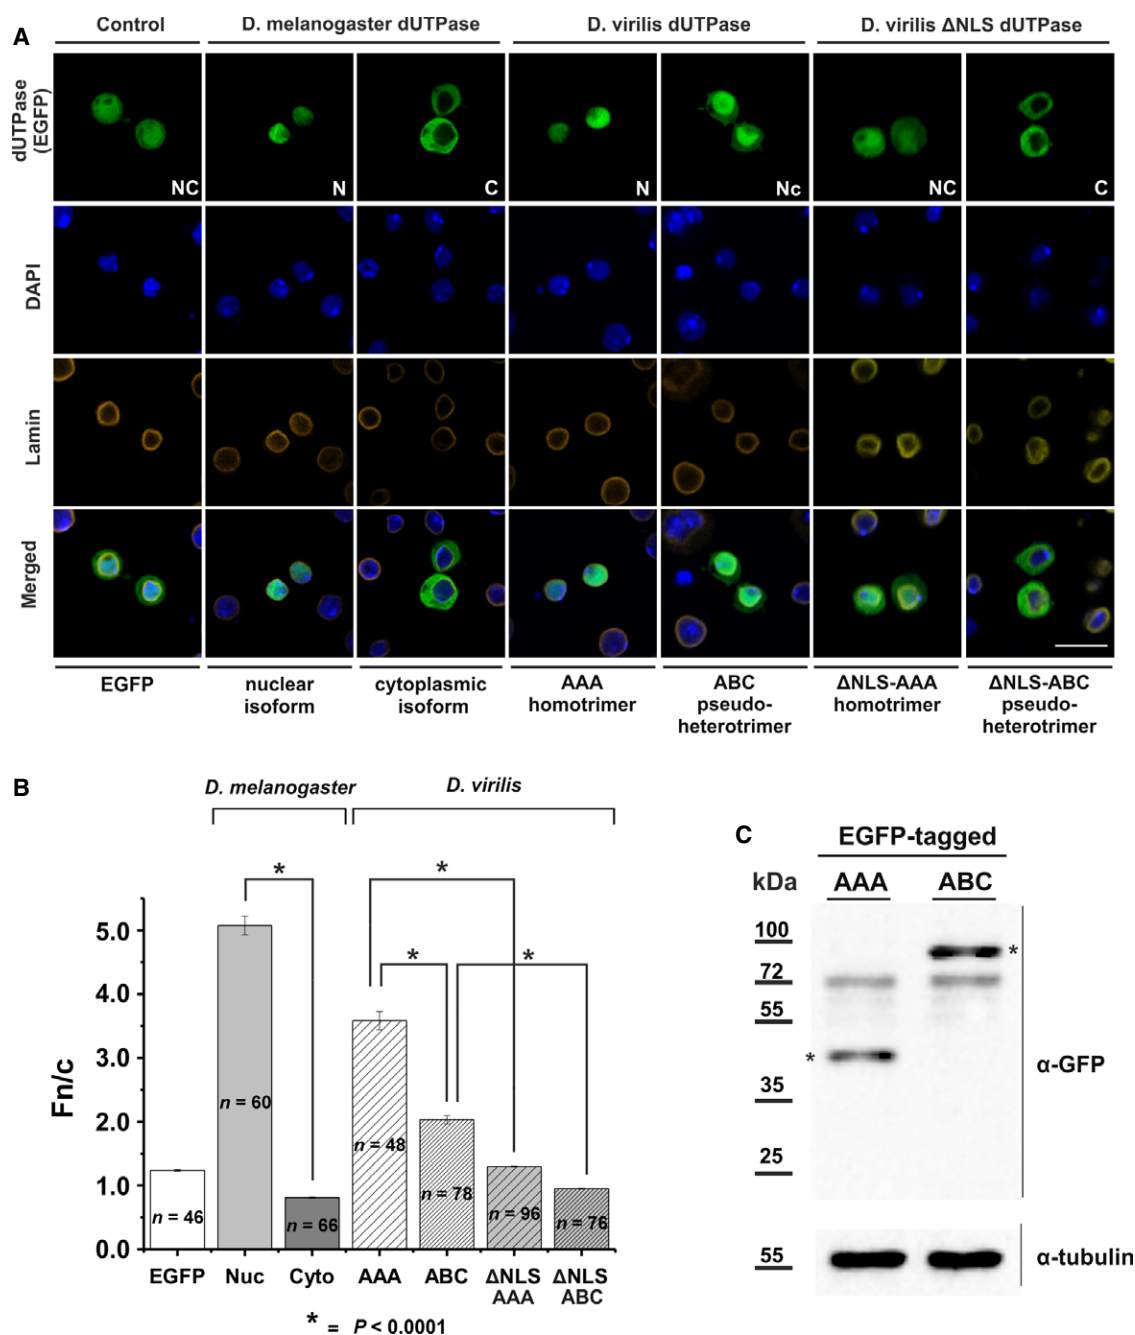 A
Control
D. melanogaster dUTPase
D. virilis dUTPase
D. virilis ΔNLS dUTPase
dUTPase
(EGFP)
NC
N
C
N
Nc
NC
C
DAPI
Lamin
Merged
EGFP
nuclear
isoform
cytoplasmic
isoform
AAA
homotrimer
ABC
pseudo-
heterotrimer
ΔNLS-AAA
homotrimer
ΔNLS-ABC
pseudo-
heterotrimer
B
D. melanogaster
D. virilis
*
*
*
*
Fn/c
5.0
4.0
3.0
2.0
1.0
0.0
n = 46
n = 60
n = 66
n = 48
n = 78
n = 96
n = 76
EGFP
Nuc
Cyto
AAA
ABC
ΔNLS
AAA
ΔNLS
ABC
* = P < 0.0001
C
EGFP-tagged
kDa
AAA
ABC
100
72
55
35
25
*
*
α-GFP
55
α-tubulin